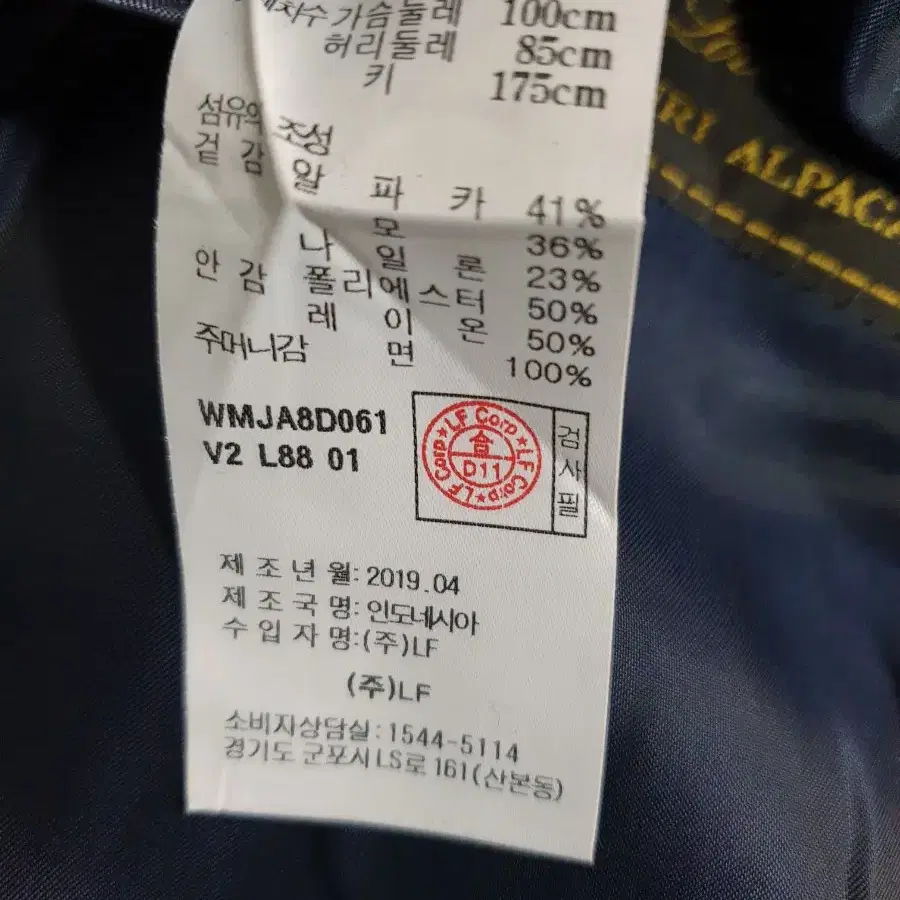 가슴둘레 100cm
허리둘레 85cm
키 175cm
섬유의 조성
겉감 알파카 41%
모 36%
나일론 23%
안감 폴리에스터 50%
레이온 50%
주머니감 면 100%
WMJA8D061
V2 L88 01
LF Corp★LF Corp★LF Corp★
合
D11
검사필
제조년월: 2019.04
제조국명: 인도네시아
수입자명:(주)LF
(주)LF
소비자상담실: 1544-5114
경기도 군포시 LS로 161(산본동)
ALPACA